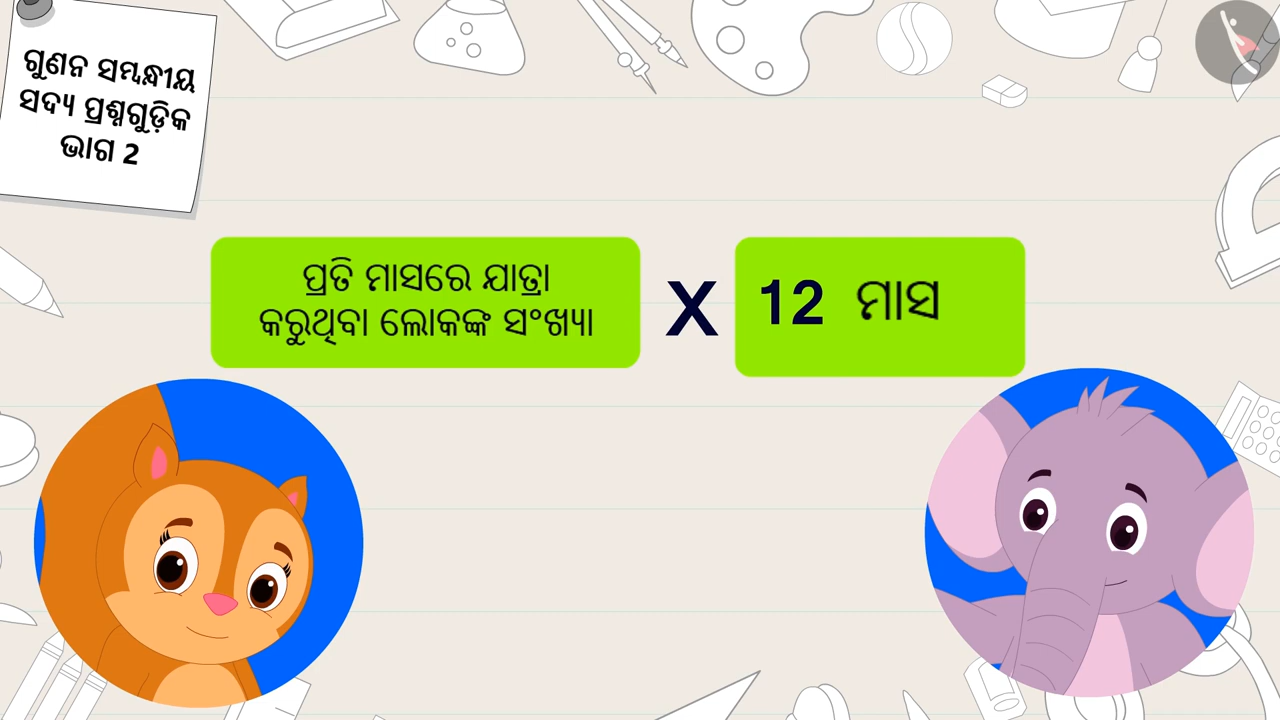 ଗୁଣନ ସମ୍ବନ୍ଧୀୟ
ସଦ୍ୟ ପ୍ରଶ୍ନଗୁଡ଼ିକ
ଭାଗ 2
ପ୍ରତି ମାସରେ ଯାତ୍ରା
କରୁଥିବା ଲୋକଙ୍କ ସଂଖ୍ୟା
X
12 ମାସ